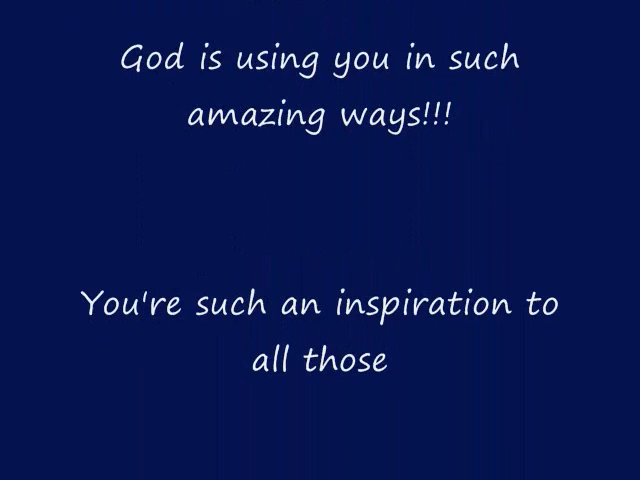 God is using you in such
amazing ways!!!
You're such an inspiration to
all those